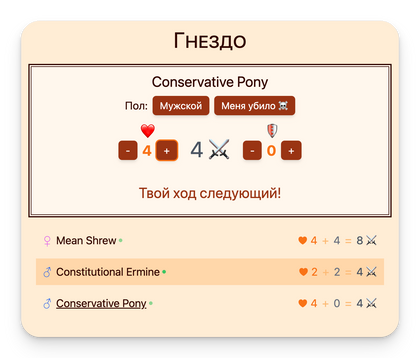 Гнездо
Conservative Pony
Пол: Мужской Меня убило ☠️
❤️ 🛡️
- 4 + 4 ⚔️ - 0 +
Твой ход следующий!
♀ Mean Shrew 4 + 4 = 8 ⚔
♂ Constitutional Ermine 2 + 2 = 4 ⚔
♂ Conservative Pony 4 + 0 = 4 ⚔